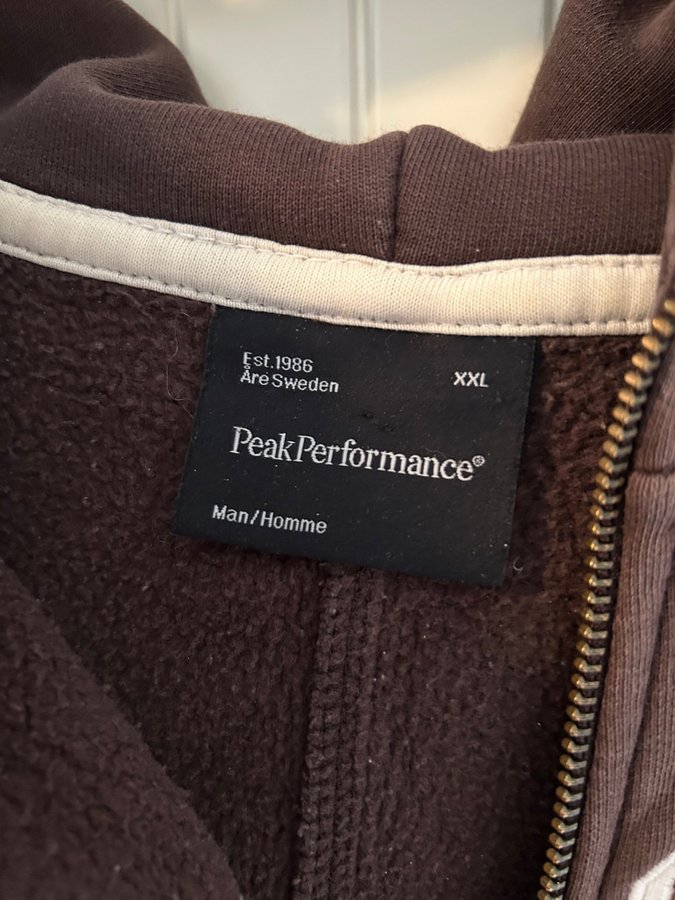 Est.1986
Åre Sweden
XXL
PeakPerformance®
Man/Homme